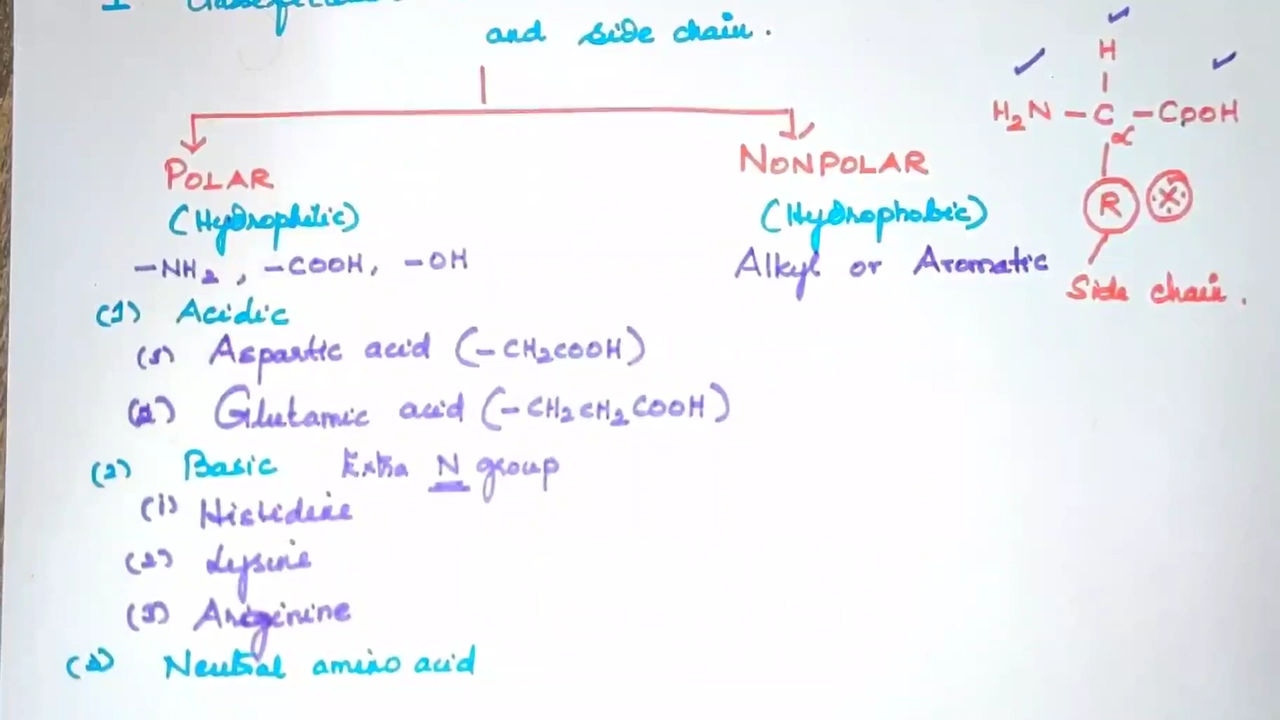 and side chain.
POLAR
(Hydrophilic)
-NH2, -COOH, -OH
(1) Acidic
(1) Aspartic acid (-CH2COOH)
(2) Glutamic acid (-CH2CH2COOH)
(2) Basic Extra N group
(1) Histidine
(2) Lysine
(3) Arginine
(3) Neutral amino acid
NONPOLAR
(Hydrophobic)
Alkyl or Aromatic
H
H2N - C - COOH
α
R
Side chain.